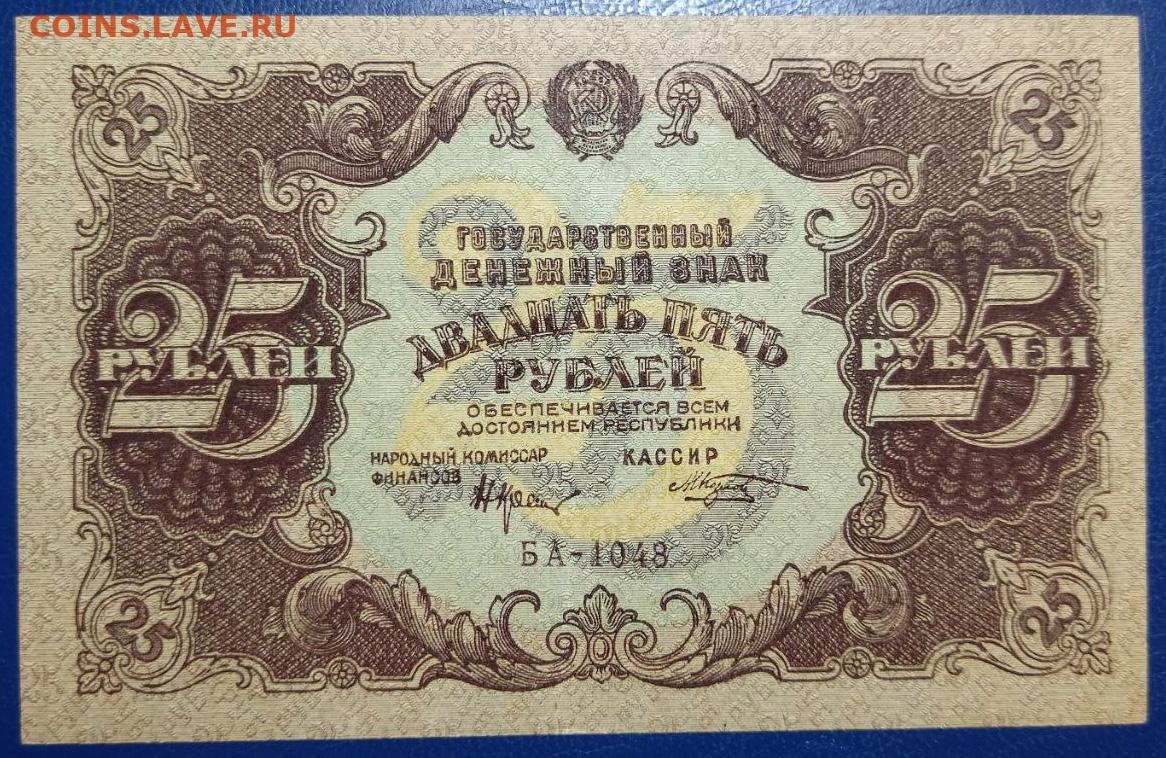 COINS.LAVE.RU
25
25
ГОСУДАРСТВЕННЫЙ
ДЕНЕЖНЫЙ ЗНАК
ДВАДЦАТЬ ПЯТЬ
РУБЛЕЙ
25
РУБЛЕЙ
25
РУБЛЕЙ
ОБЕСПЕЧИВАЕТСЯ ВСЕМ
ДОСТОЯНИЕМ РЕСПУБЛИКИ
НАРОДНЫЙ КОМИССАР
ФИНАНСОВ
КАССИР
БА-1048
25
25